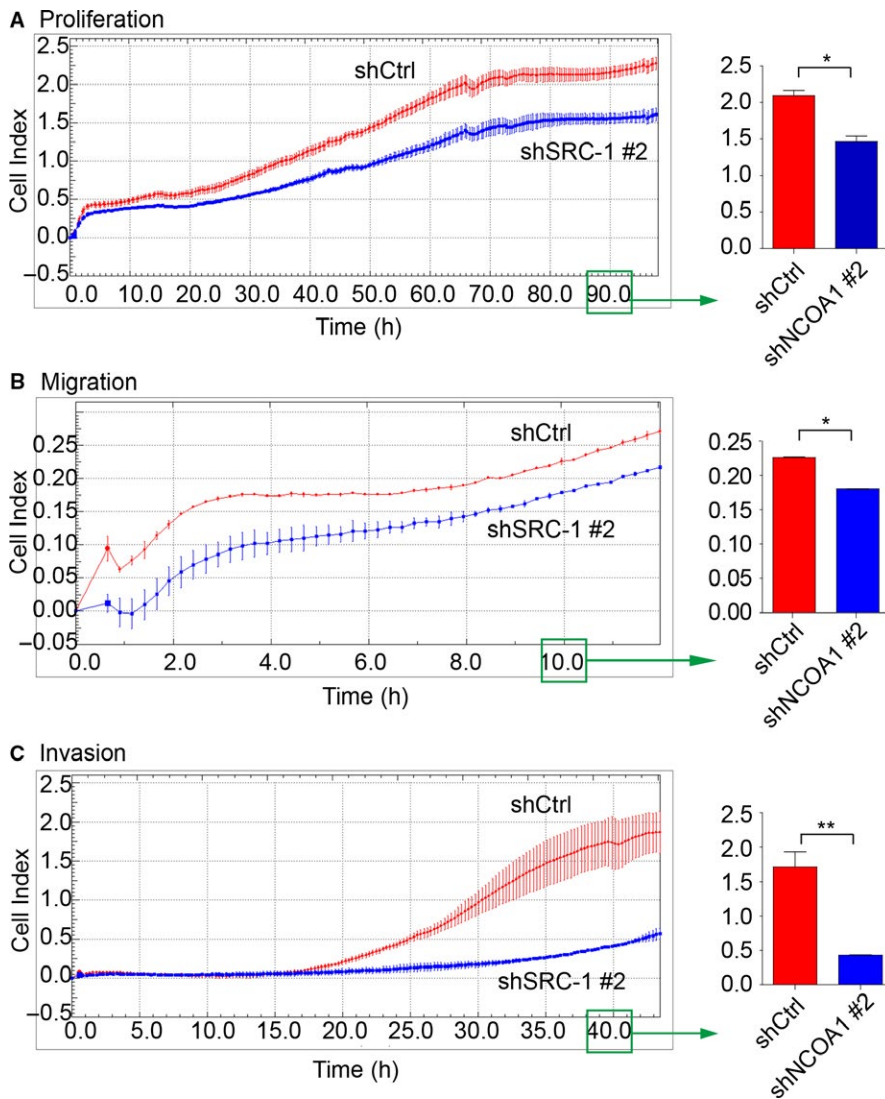 A Proliferation
Cell Index
2.5
2.0
1.5
1.0
0.5
0.0
–0.5
shCtrl
shSRC-1 #2
0.0 10.0 20.0 30.0 40.0 50.0 60.0 70.0 80.0 90.0
Time (h)
2.5
2.0
1.5
1.0
0.5
0.0
*
shCtrl
shNCOA1 #2
B Migration
Cell Index
0.25
0.20
0.15
0.10
0.05
0.00
–0.05
shCtrl
shSRC-1 #2
0.0 2.0 4.0 6.0 8.0 10.0
Time (h)
0.25
0.20
0.15
0.10
0.05
0.00
*
shCtrl
shNCOA1 #2
C Invasion
Cell Index
2.5
2.0
1.5
1.0
0.5
0.0
–0.5
shCtrl
shSRC-1 #2
0.0 5.0 10.0 15.0 20.0 25.0 30.0 35.0 40.0
Time (h)
2.5
2.0
1.5
1.0
0.5
0.0
**
shCtrl
shNCOA1 #2